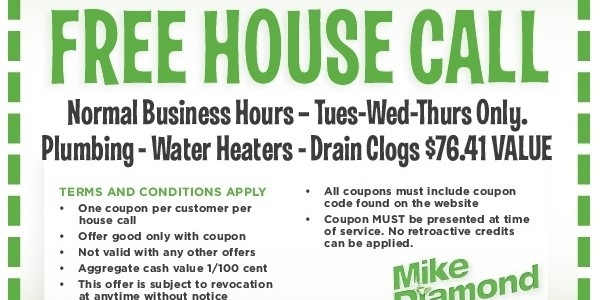 FREE HOUSE CALL
Normal Business Hours – Tues-Wed-Thurs Only.
Plumbing - Water Heaters - Drain Clogs $76.41 VALUE
TERMS AND CONDITIONS APPLY
• One coupon per customer per
house call
• Offer good only with coupon
• Not valid with any other offers
• Aggregate cash value 1/100 cent
• This offer is subject to revocation
at anytime without notice
• All coupons must include coupon
code found on the website
• Coupon MUST be presented at time
of service. No retroactive credits
can be applied.
Mike
Diamond